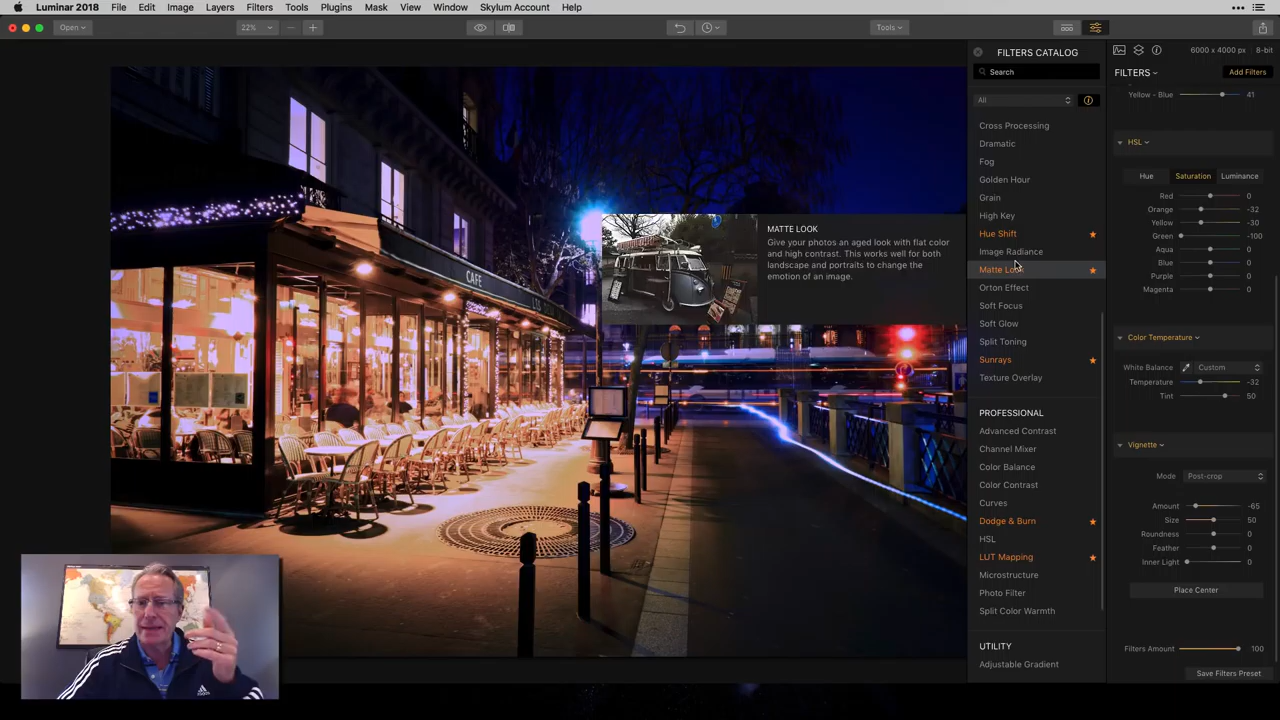 Luminar 2018 File Edit Image Layers Filters Tools Plugins Mask View Window Skylum Account Help
Open 22% Tools
FILTERS CATALOG
Search
All
Cross Processing
Dramatic
Fog
Golden Hour
Grain
High Key
Hue Shift
Image Radiance
Matte Look
Orton Effect
Soft Focus
Soft Glow
Split Toning
Sunrays
Texture Overlay
PROFESSIONAL
Advanced Contrast
Channel Mixer
Color Balance
Color Contrast
Curves
Dodge & Burn
HSL
LUT Mapping
Microstructure
Photo Filter
Split Color Warmth
UTILITY
Adjustable Gradient
MATTE LOOK
Give your photos an aged look with flat color
and high contrast. This works well for both
landscape and portraits to change the
emotion of an image.
CAFE
6000 x 4000 px 8-bit
FILTERS Add Filters
Yellow - Blue 41
HSL
Hue Saturation Luminance
Red 0
Orange -32
Yellow -30
Green -100
Aqua 0
Blue 0
Purple 0
Magenta 0
Color Temperature
White Balance Custom
Temperature -32
Tint 50
Vignette
Mode Post-crop
Amount -65
Size 50
Roundness 0
Feather 0
Inner Light 0
Place Center
Filters Amount 100
Save Filters Preset
adidas